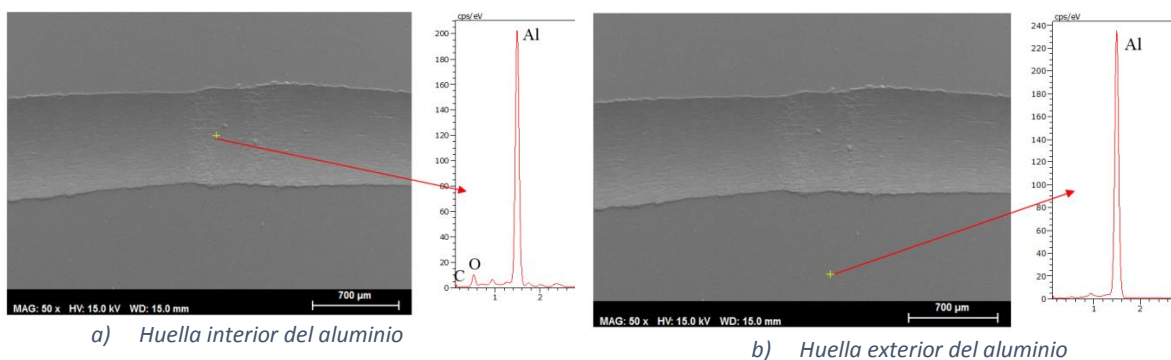 cps/eV
200
180
160
140
120
100
80
60
40
20
0
Al
O
C
1 2
MAG: 50 x HV: 15.0 kV WD: 15.0 mm
700 µm
a) Huella interior del aluminio
cps/eV
240
220
200
180
160
140
120
100
80
60
40
20
0
Al
1 2
MAG: 50 x HV: 15.0 kV WD: 15.0 mm
700 µm
b) Huella exterior del aluminio